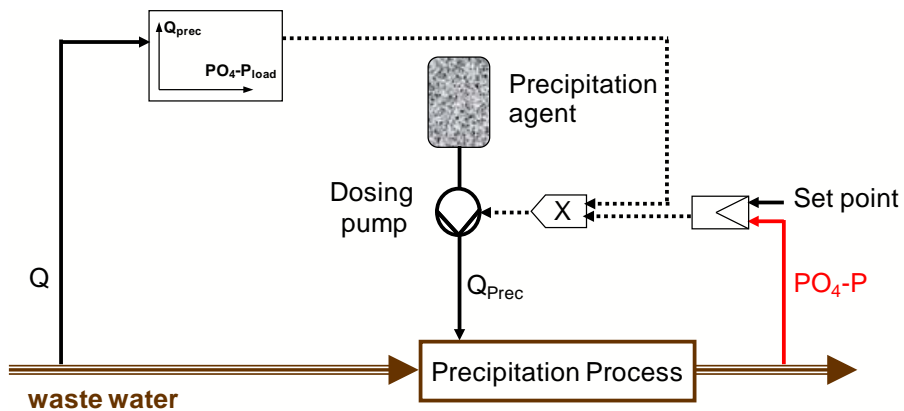 Qprec
PO4-Pload
Precipitation
agent
Dosing
pump
X
Set point
Q
QPrec
PO4-P
Precipitation Process
waste water